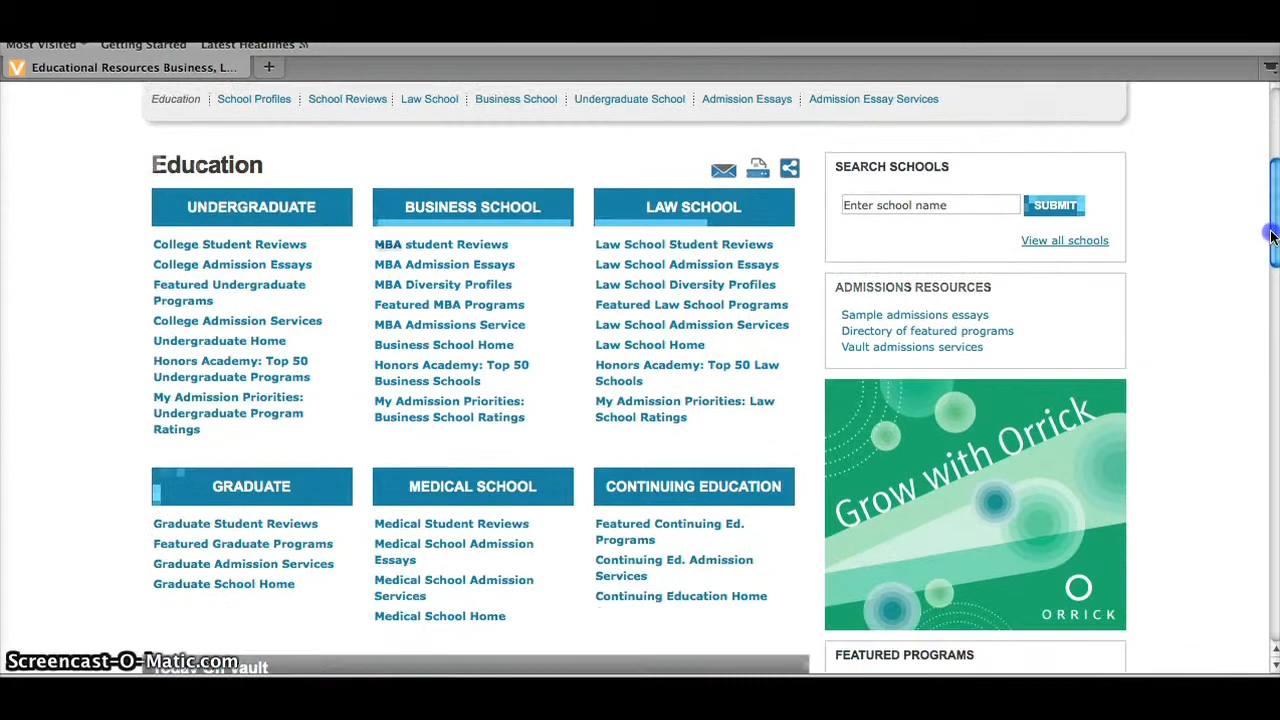 Most Visited Getting Started Latest Headlines
Educational Resources Business, L...
Education School Profiles School Reviews Law School Business School Undergraduate School Admission Essays Admission Essay Services
Education
UNDERGRADUATE
College Student Reviews
College Admission Essays
Featured Undergraduate
Programs
College Admission Services
Undergraduate Home
Honors Academy: Top 50
Undergraduate Programs
My Admission Priorities:
Undergraduate Program
Ratings
BUSINESS SCHOOL
MBA student Reviews
MBA Admission Essays
MBA Diversity Profiles
Featured MBA Programs
MBA Admissions Service
Business School Home
Honors Academy: Top 50
Business Schools
My Admission Priorities:
Business School Ratings
LAW SCHOOL
Law School Student Reviews
Law School Admission Essays
Law School Diversity Profiles
Featured Law School Programs
Law School Admission Services
Law School Home
Honors Academy: Top 50 Law
Schools
My Admission Priorities: Law
School Ratings
GRADUATE
Graduate Student Reviews
Featured Graduate Programs
Graduate Admission Services
Graduate School Home
MEDICAL SCHOOL
Medical Student Reviews
Medical School Admission
Essays
Medical School Admission
Services
Medical School Home
CONTINUING EDUCATION
Featured Continuing Ed.
Programs
Continuing Ed. Admission
Services
Continuing Education Home
SEARCH SCHOOLS
Enter school name SUBMIT
View all schools
ADMISSIONS RESOURCES
Sample admissions essays
Directory of featured programs
Vault admissions services
Grow with Orrick
ORRICK
FEATURED PROGRAMS
Today On Vault
Screencast-O-Matic.com